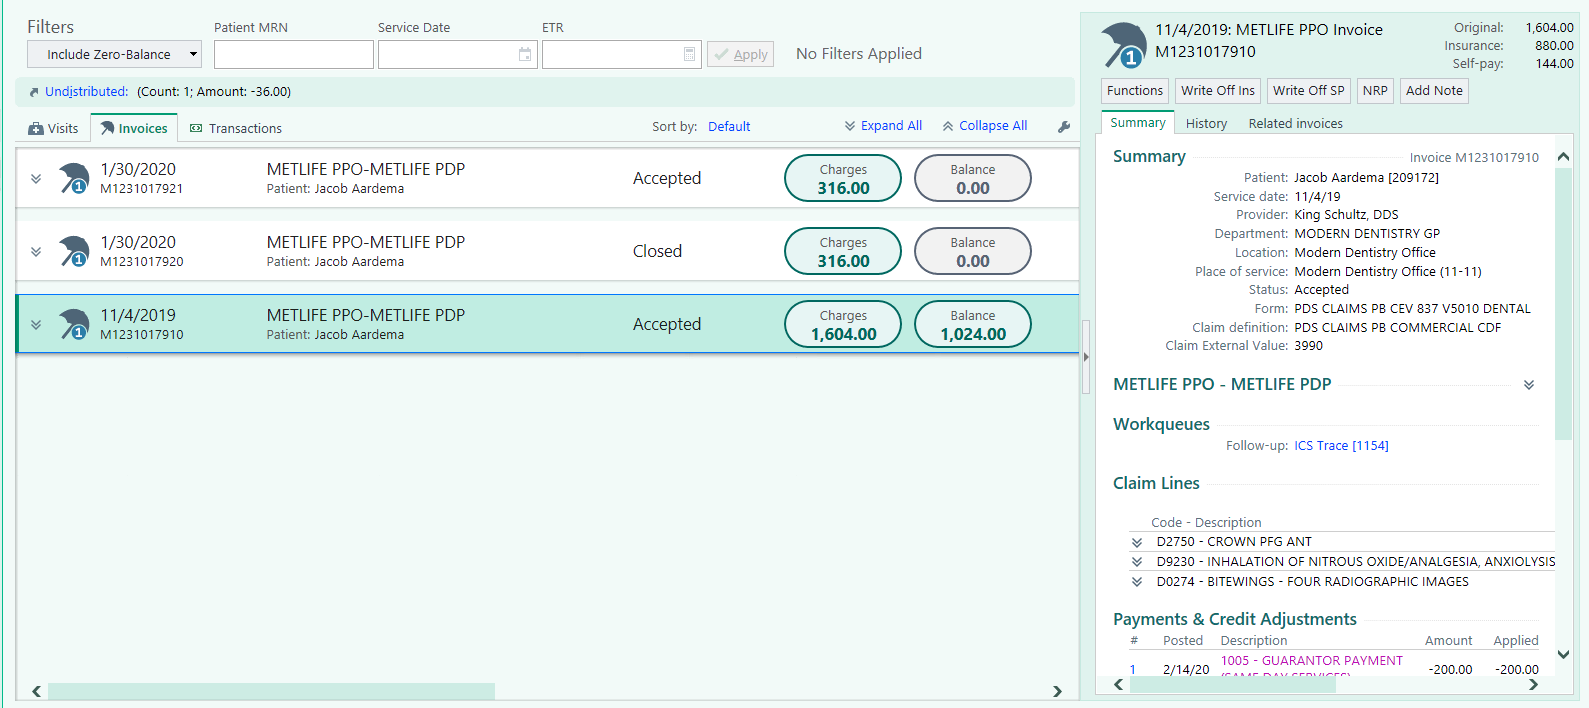 Filters
Patient MRN
Service Date
ETR
Include Zero-Balance
Apply
No Filters Applied
Undistributed: (Count: 1; Amount: -36.00)
Visits
Invoices
Transactions
Sort by: Default
Expand All
Collapse All
1/30/2020
M1231017921
METLIFE PPO-METLIFE PDP
Patient: Jacob Aardema
Accepted
Charges
316.00
Balance
0.00
1/30/2020
M1231017920
METLIFE PPO-METLIFE PDP
Patient: Jacob Aardema
Closed
Charges
316.00
Balance
0.00
11/4/2019
M1231017910
METLIFE PPO-METLIFE PDP
Patient: Jacob Aardema
Accepted
Charges
1,604.00
Balance
1,024.00
11/4/2019: METLIFE PPO Invoice
M1231017910
Original: 1,604.00
Insurance: 880.00
Self-pay: 144.00
Functions
Write Off Ins
Write Off SP
NRP
Add Note
Summary
History
Related invoices
Summary
Invoice M1231017910
Patient: Jacob Aardema [209172]
Service date: 11/4/19
Provider: King Schultz, DDS
Department: MODERN DENTISTRY GP
Location: Modern Dentistry Office
Place of service: Modern Dentistry Office (11-11)
Status: Accepted
Form: PDS CLAIMS PB CEV 837 V5010 DENTAL
Claim definition: PDS CLAIMS PB COMMERCIAL CDF
Claim External Value: 3990
METLIFE PPO - METLIFE PDP
Workqueues
Follow-up: ICS Trace [1154]
Claim Lines
Code - Description
D2750 - CROWN PFG ANT
D9230 - INHALATION OF NITROUS OXIDE/ANALGESIA, ANXIOLYSIS
D0274 - BITEWINGS - FOUR RADIOGRAPHIC IMAGES
Payments & Credit Adjustments
# Posted Description Amount Applied
1 2/14/20 1005 - GUARANTOR PAYMENT -200.00 -200.00
(SAME DAY SERVICES)